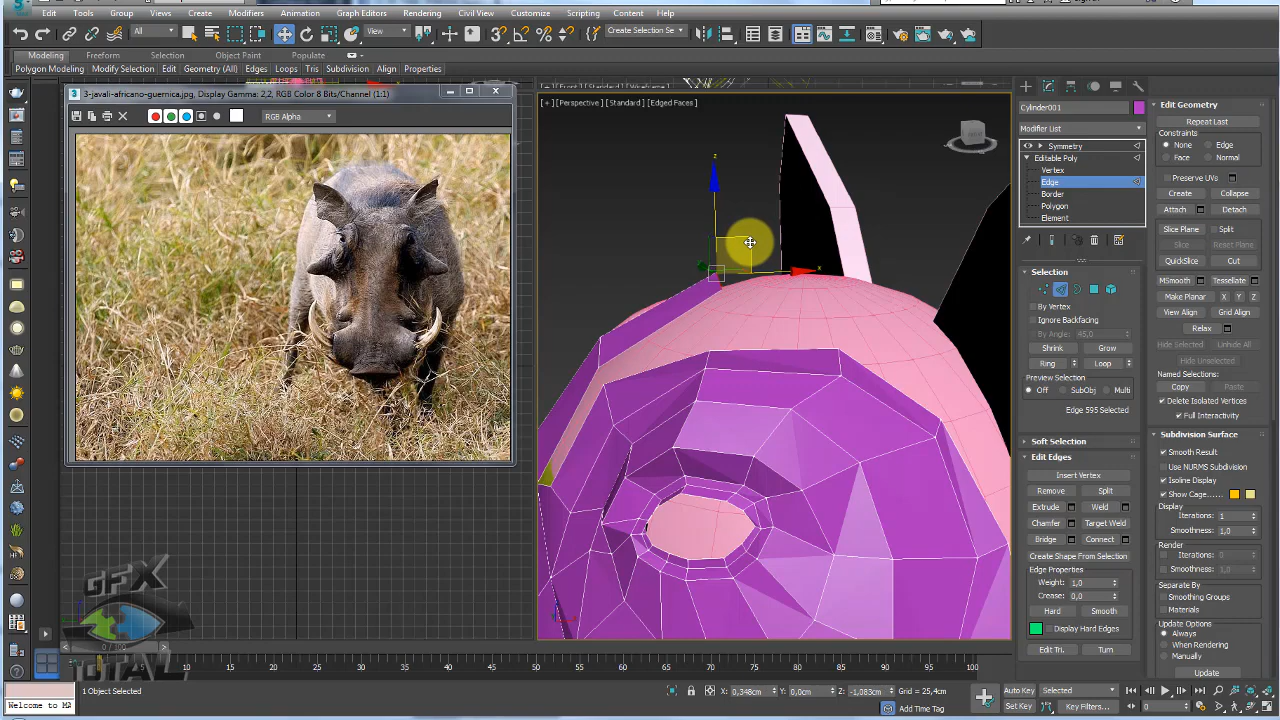 Tools Group Views Create Modifiers Animation Graph Editors Rendering Civil View Customize Scripting Content Help
All View Create Selection Se
Modeling Freeform Selection Object Paint Populate
Polygon Modeling Modify Selection Edit Geometry (All) Edges Loops Tris Subdivision Align Properties
3-javali-africano-guernica.jpg, Display Gamma: 2,2, RGB Color 8 Bits/Channel (1:1)
RGB Alpha
[ + ] [Perspective ] [ Standard ] [Edged Faces ]
z
x
Cylinder001
Modifier List
Symmetry
Editable Poly
Vertex
Edge
Border
Polygon
Element
Selection
By Vertex
Ignore Backfacing
By Angle: 45,0
Shrink Grow
Ring Loop
Preview Selection
Off SubObj Multi
Edge 595 Selected
Soft Selection
Edit Edges
Insert Vertex
Remove Split
Extrude Weld
Chamfer Target Weld
Bridge Connect
Create Shape From Selection
Edge Properties
Weight: 1,0
Crease: 0,0
Hard Smooth
Display Hard Edges
Edit Tri. Turn
Edit Geometry
Repeat Last
Constraints
None Edge
Face Normal
Preserve UVs
Create Collapse
Attach Detach
Slice Plane Split
Slice Reset Plane
QuickSlice Cut
MSmooth Tessellate
Make Planar X Y Z
View Align Grid Align
Relax
Hide Selected Unhide All
Hide Unselected
Named Selections:
Copy Paste
Delete Isolated Vertices
Full Interactivity
Subdivision Surface
Smooth Result
Use NURMS Subdivision
Isoline Display
Show Cage......
Display
Iterations: 1
Smoothness: 1,0
Render
Iterations: 0
Smoothness: 1,0
Separate By
Smoothing Groups
Materials
Update Options
Always
When Rendering
Manually
Update
GFX
TOTAL
0 / 100
10 15 20 25 30 35 40 45 50 55 60 65 70 75 80 85 90 95 100
Welcome to M
1 Object Selected
X: 0,348cm Y: 0,0cm Z: -1,083cm Grid = 25,4cm
Add Time Tag
Auto Key Selected
Set Key Key Filters...
0